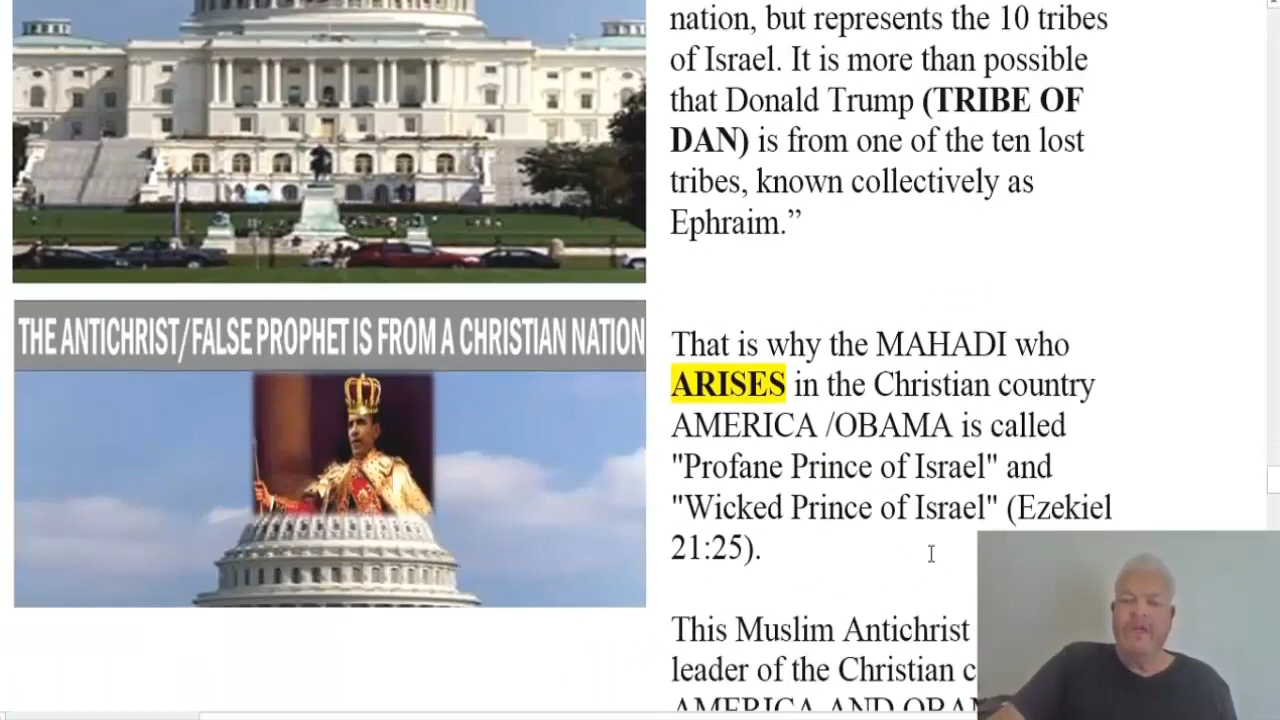 nation, but represents the 10 tribes
of Israel. It is more than possible
that Donald Trump (TRIBE OF
DAN) is from one of the ten lost
tribes, known collectively as
Ephraim.”
THE ANTICHRIST/FALSE PROPHET IS FROM A CHRISTIAN NATION
That is why the MAHADI who
ARISES in the Christian country
AMERICA /OBAMA is called
"Profane Prince of Israel" and
"Wicked Prince of Israel" (Ezekiel
21:25).
This Muslim Antichrist
leader of the Christian c
AMERICA AND OBAN